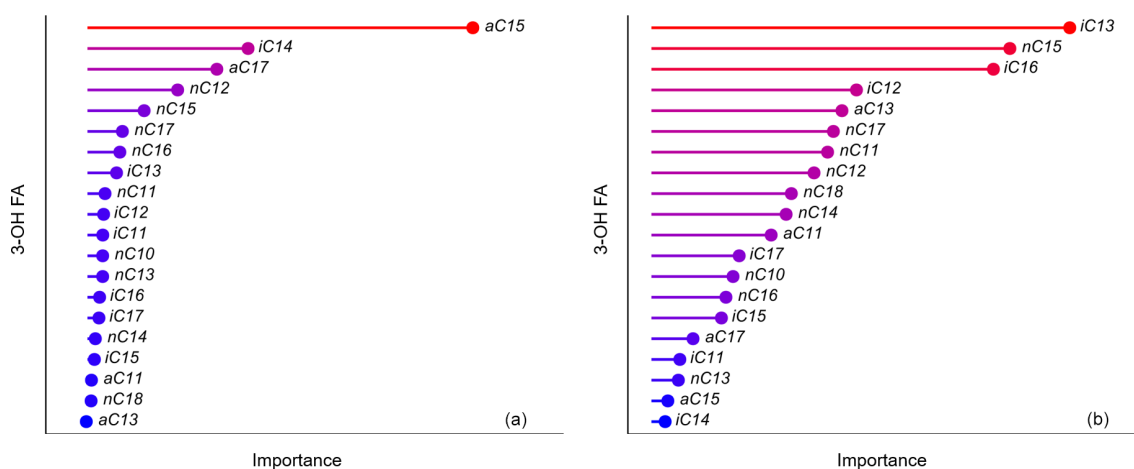 3-OH FA
aC15
iC14
aC17
nC12
nC15
nC17
nC16
iC13
nC11
iC12
iC11
nC10
nC13
iC16
iC17
nC14
iC15
aC11
nC18
aC13
(a)
Importance
3-OH FA
iC13
nC15
iC16
iC12
aC13
nC17
nC11
nC12
nC18
nC14
aC11
iC17
nC10
nC16
iC15
aC17
iC11
nC13
aC15
iC14
(b)
Importance